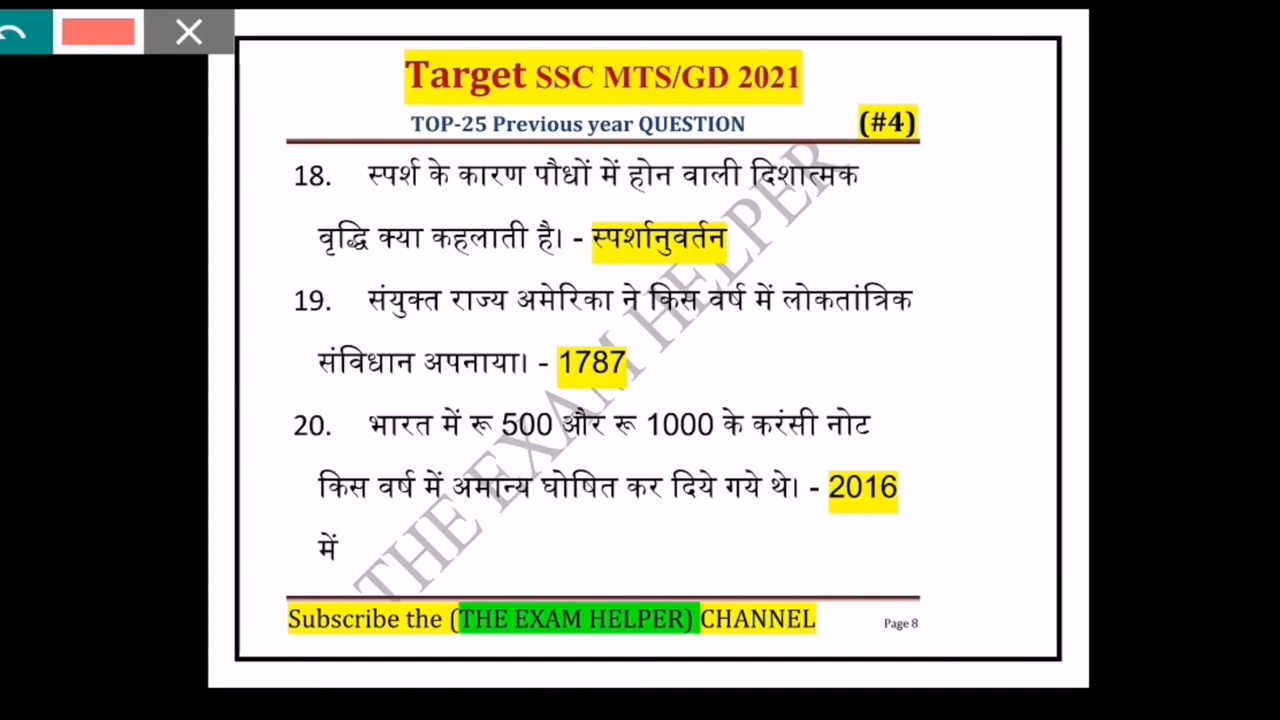 Target SSC MTS/GD 2021
TOP-25 Previous year QUESTION (#4)
18. स्पर्श के कारण पौधों में होन वाली दिशात्मक
वृद्धि क्या कहलाती है। - स्पर्शानुवर्तन
19. संयुक्त राज्य अमेरिका ने किस वर्ष में लोकतांत्रिक
संविधान अपनाया। - 1787
20. भारत में रू 500 और रू 1000 के करंसी नोट
किस वर्ष में अमान्य घोषित कर दिये गये थे। - 2016
में
THE EXAM HELPER
Subscribe the (THE EXAM HELPER) CHANNEL
Page 8